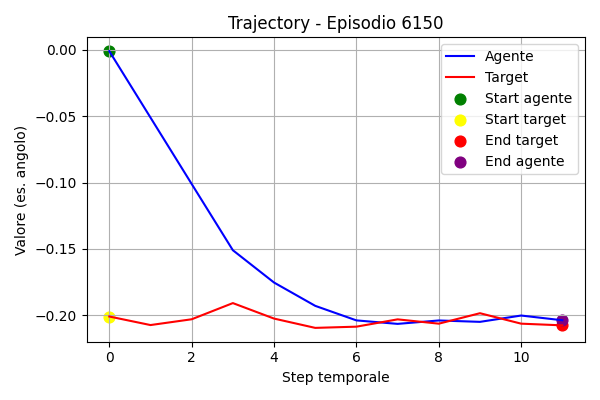 Trajectory - Episodio 6150
Valore (es. angolo)
0.00
−0.05
−0.10
−0.15
−0.20
Agente
Target
Start agente
Start target
End target
End agente
0 2 4 6 8 10
Step temporale